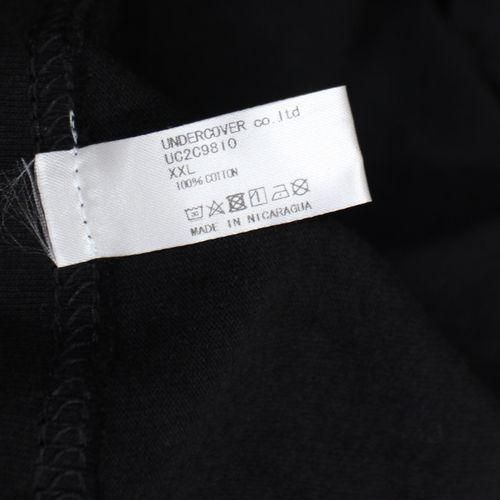 UNDERCOVER co.ltd
UC2C9810
XXL
100% COTTON
MADE IN NICARAGUA